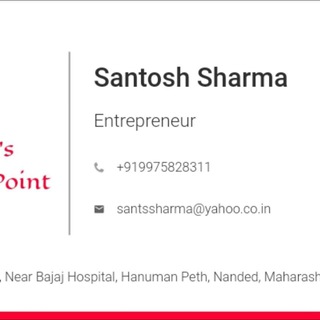 Santosh Sharma
Entrepreneur
's
Point
+919975828311
santssharma@yahoo.co.in
, Near Bajaj Hospital, Hanuman Peth, Nanded, Maharash